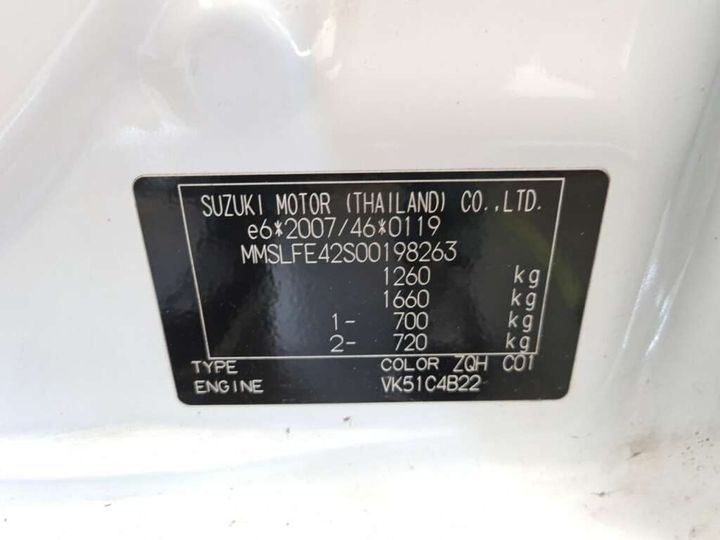 SUZUKI MOTOR (THAILAND) CO.,LTD.
e6*2007/46*0119
MMSLFE42S00198263
1260 kg
1660 kg
1- 700 kg
2- 720 kg
TYPE COLOR ZQH C01
ENGINE VK51C4B22